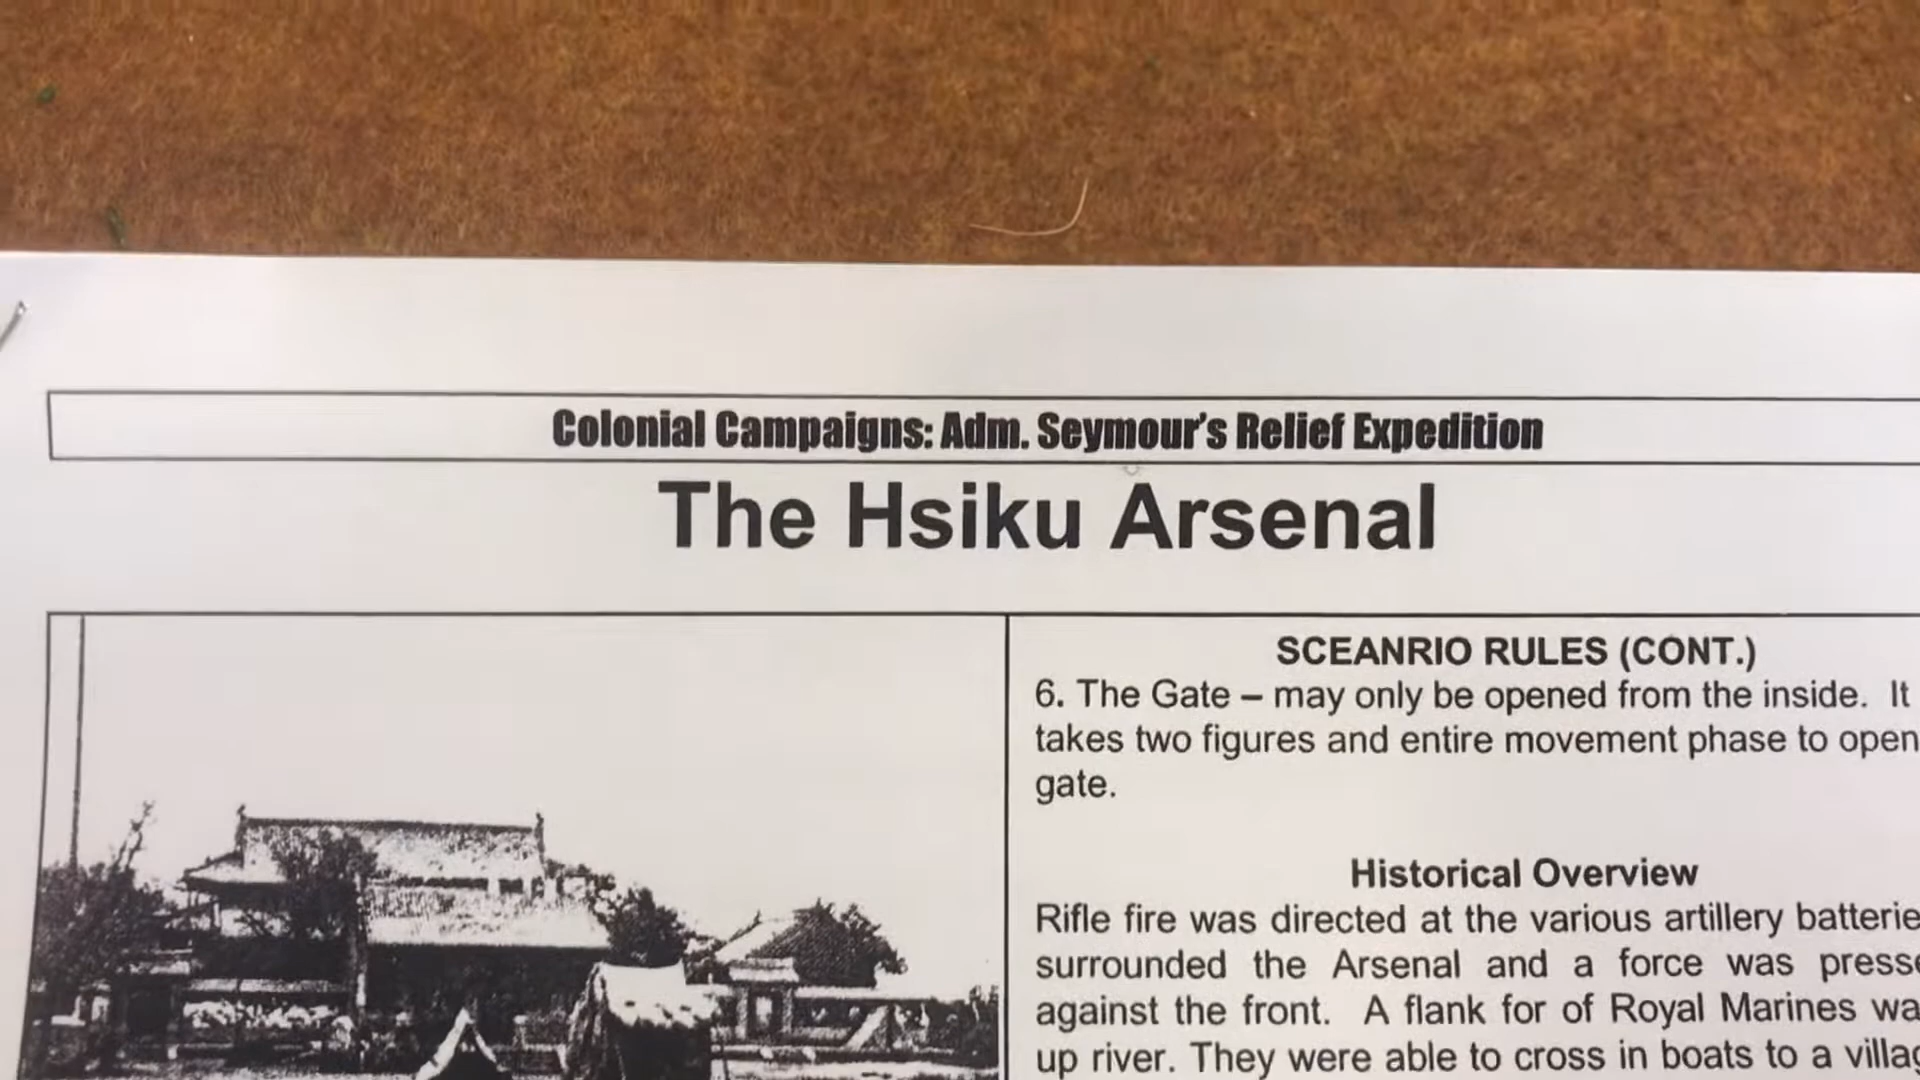 Colonial Campaigns: Adm. Seymour's Relief Expedition
The Hsiku Arsenal
SCEANRIO RULES (CONT.)
6. The Gate – may only be opened from the inside. It
takes two figures and entire movement phase to open
gate.
Historical Overview
Rifle fire was directed at the various artillery batterie
surrounded the Arsenal and a force was press
against the front. A flank for of Royal Marines wa
up river. They were able to cross in boats to a villag